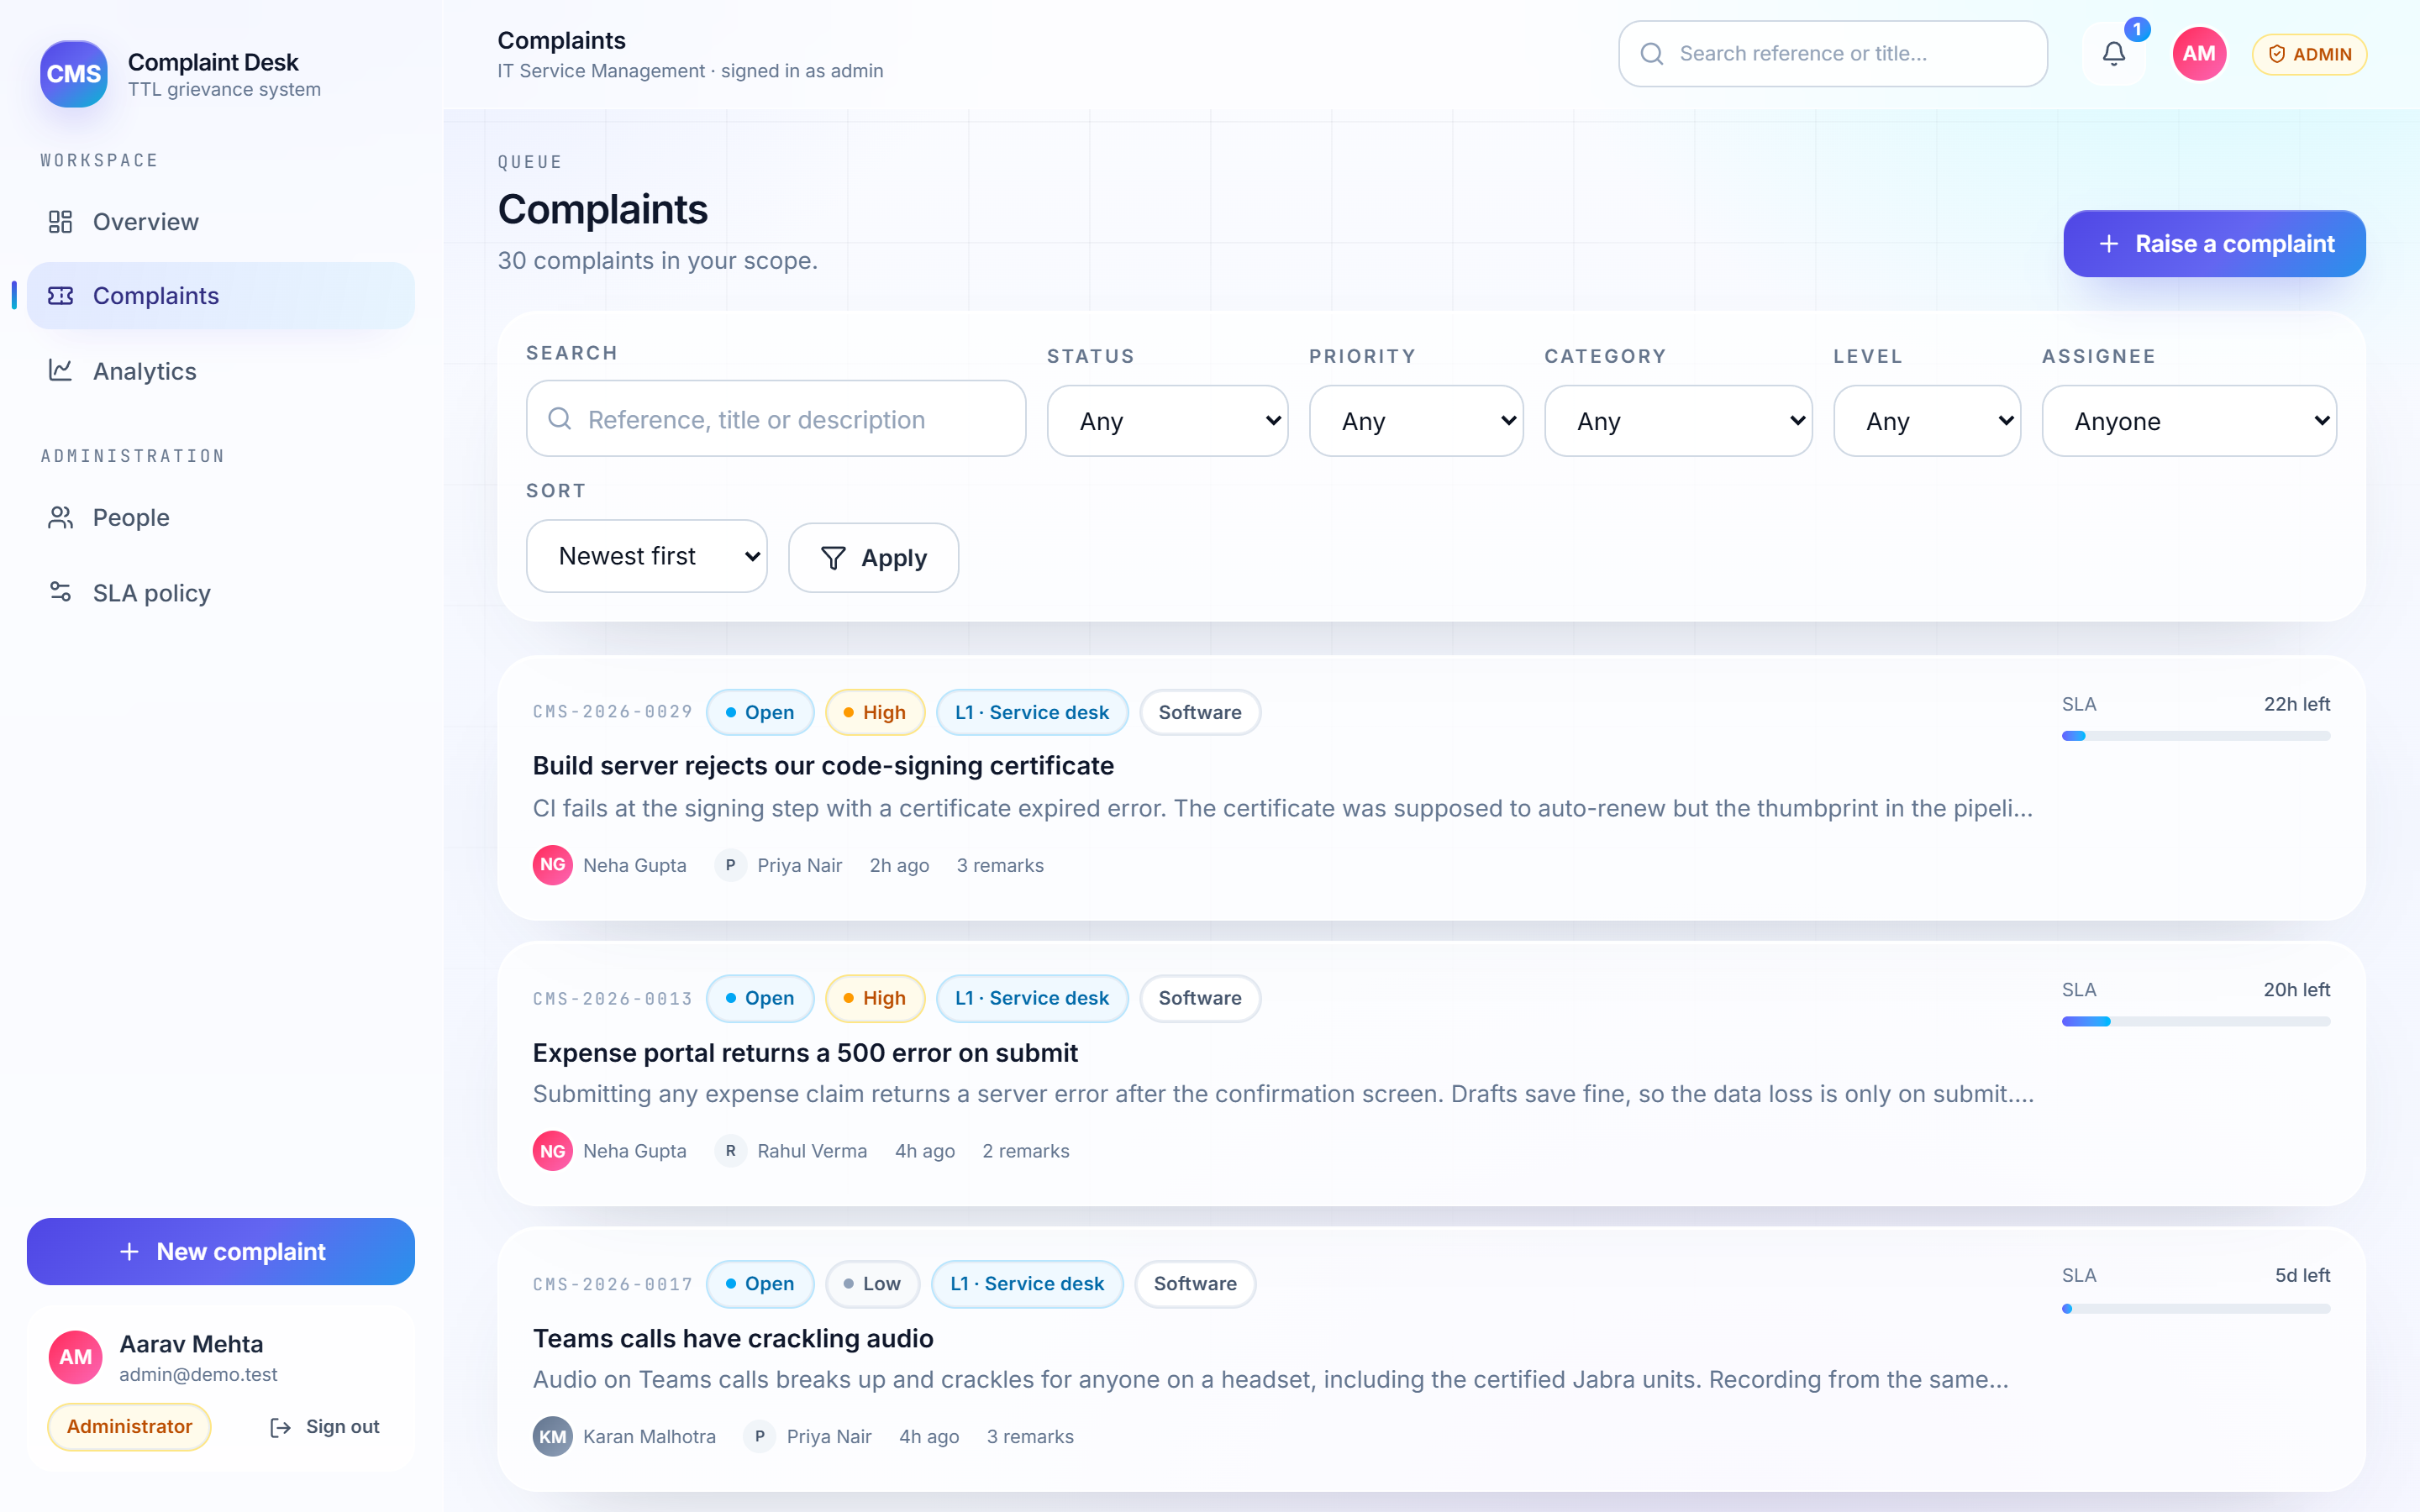 CMS
Complaint Desk
TTL grievance system
WORKSPACE
Overview
Complaints
Analytics
ADMINISTRATION
People
SLA policy
New complaint
AM
Aarav Mehta
admin@demo.test
Administrator
Sign out
Complaints
IT Service Management · signed in as admin
Search reference or title...
1
AM
ADMIN
QUEUE
Complaints
30 complaints in your scope.
Raise a complaint
SEARCH STATUS PRIORITY CATEGORY LEVEL ASSIGNEE
Reference, title or description Any Any Any Any Anyone
SORT
Newest first Apply
CMS-2026-0029 Open High L1 · Service desk Software SLA 22h left
Build server rejects our code-signing certificate
CI fails at the signing step with a certificate expired error. The certificate was supposed to auto-renew but the thumbprint in the pipeli...
NG Neha Gupta P Priya Nair 2h ago 3 remarks
CMS-2026-0013 Open High L1 · Service desk Software SLA 20h left
Expense portal returns a 500 error on submit
Submitting any expense claim returns a server error after the confirmation screen. Drafts save fine, so the data loss is only on submit....
NG Neha Gupta R Rahul Verma 4h ago 2 remarks
CMS-2026-0017 Open Low L1 · Service desk Software SLA 5d left
Teams calls have crackling audio
Audio on Teams calls breaks up and crackles for anyone on a headset, including the certified Jabra units. Recording from the same...
KM Karan Malhotra P Priya Nair 4h ago 3 remarks